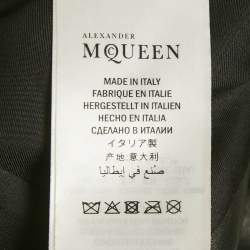 ALEXANDER
McQUEEN
MADE IN ITALY
FABRIQUE EN ITALIE
HERGESTELLT IN ITALIEN
HECHO EN ITALIA
СДЕЛАНО В ИТАЛИИ
イタリア製
产地:意大利
صنع في إيطاليا